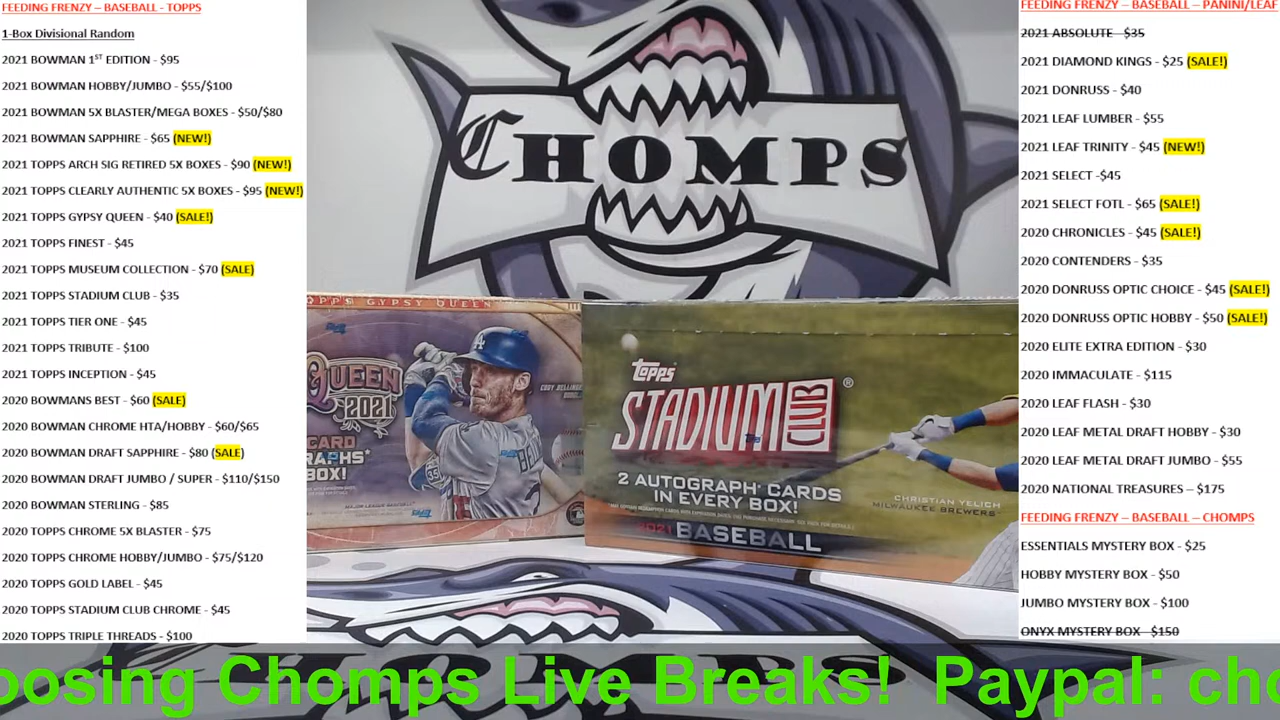 FEEDING FRENZY – BASEBALL - TOPPS
1-Box Divisional Random
2021 BOWMAN 1ST EDITION - $95
2021 BOWMAN HOBBY/JUMBO - $55/$100
2021 BOWMAN 5X BLASTER/MEGA BOXES - $50/$80
2021 BOWMAN SAPPHIRE - $65 (NEW!)
2021 TOPPS ARCH SIG RETIRED 5X BOXES - $90 (NEW!)
2021 TOPPS CLEARLY AUTHENTIC 5X BOXES - $95 (NEW!)
2021 TOPPS GYPSY QUEEN - $40 (SALE!)
2021 TOPPS FINEST - $45
2021 TOPPS MUSEUM COLLECTION - $70 (SALE)
2021 TOPPS STADIUM CLUB - $35
2021 TOPPS TIER ONE - $45
2021 TOPPS TRIBUTE - $100
2021 TOPPS INCEPTION - $45
2020 BOWMANS BEST - $60 (SALE)
2020 BOWMAN CHROME HTA/HOBBY - $60/$65
2020 BOWMAN DRAFT SAPPHIRE - $80 (SALE)
2020 BOWMAN DRAFT JUMBO / SUPER - $110/$150
2020 BOWMAN STERLING - $85
2020 TOPPS CHROME 5X BLASTER - $75
2020 TOPPS CHROME HOBBY/JUMBO - $75/$120
2020 TOPPS GOLD LABEL - $45
2020 TOPPS STADIUM CLUB CHROME - $45
2020 TOPPS TRIPLE THREADS - $100
CHOMPS
TOPPS GYPSY QUEEN
QUEEN
2021
CARD
RAPHS*
BOX!
CODY BELLINGER
topps
STADIUM CLUB ®
2 AUTOGRAPH* CARDS
IN EVERY BOX!
CHRISTIAN YELICH
MILWAUKEE BREWERS
2021 BASEBALL
FEEDING FRENZY – BASEBALL – PANINI/LEAF
2021 ABSOLUTE - $35
2021 DIAMOND KINGS - $25 (SALE!)
2021 DONRUSS - $40
2021 LEAF LUMBER - $55
2021 LEAF TRINITY - $45 (NEW!)
2021 SELECT -$45
2021 SELECT FOTL - $65 (SALE!)
2020 CHRONICLES - $45 (SALE!)
2020 CONTENDERS - $35
2020 DONRUSS OPTIC CHOICE - $45 (SALE!)
2020 DONRUSS OPTIC HOBBY - $50 (SALE!)
2020 ELITE EXTRA EDITION - $30
2020 IMMACULATE - $115
2020 LEAF FLASH - $30
2020 LEAF METAL DRAFT HOBBY - $30
2020 LEAF METAL DRAFT JUMBO - $55
2020 NATIONAL TREASURES – $175
FEEDING FRENZY – BASEBALL – CHOMPS
ESSENTIALS MYSTERY BOX - $25
HOBBY MYSTERY BOX - $50
JUMBO MYSTERY BOX - $100
ONYX MYSTERY BOX - $150
oosing Chomps Live Breaks! Paypal: cho